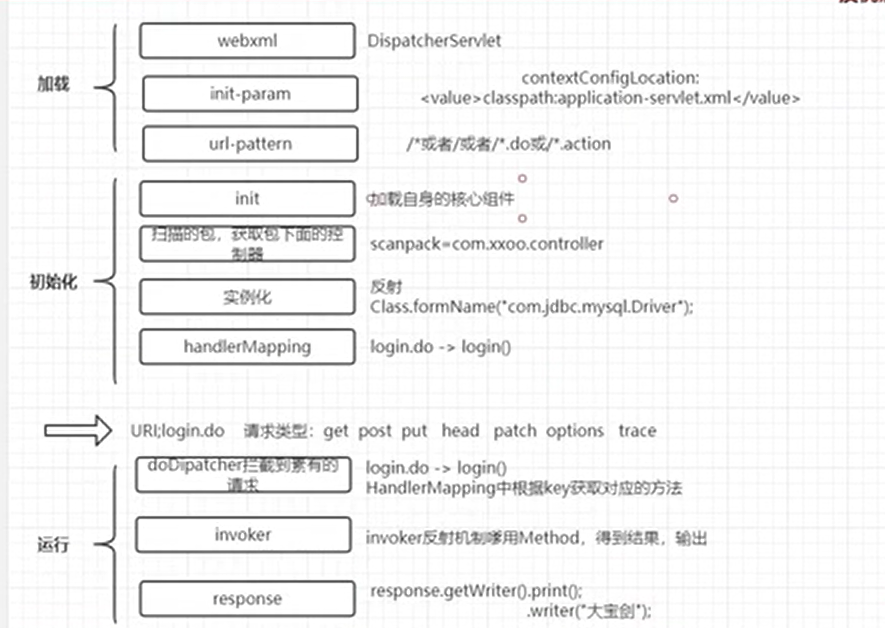 加载
webxml
DispatcherServlet
init-param
contextConfigLocation:
<value>classpath:application-servlet.xml</value>
url-pattern
/*或者/或者/*.do或/*.action
初始化
init
加载自身的核心组件
扫描的包，获取包下面的控
制器
scanpack=com.xxoo.controller
实例化
反射
Class.formName("com.jdbc.mysql.Driver");
handlerMapping
login.do -> login()
URI;login.do 请求类型：get post put head patch options trace
运行
doDipatcher拦截到素有的
请求
login.do -> login()
HandlerMapping中根据key获取对应的方法
invoker
invoker反射机制嗲用Method，得到结果，输出
response
response.getWriter().print();
.writer("大宝剑");